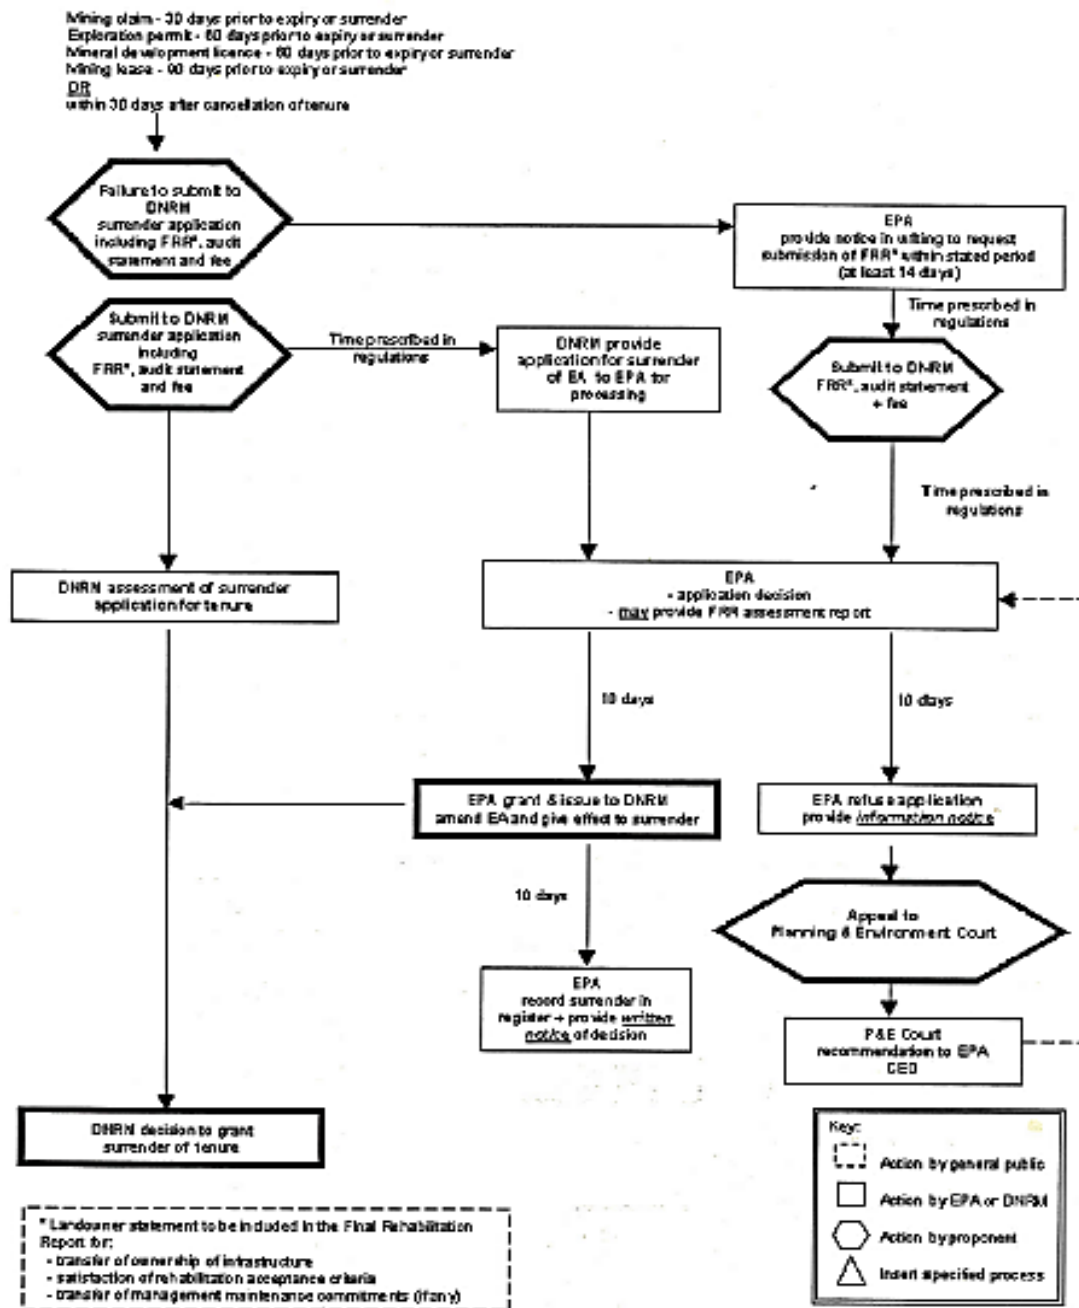 Mining claim - 30 days prior to expiry or surrender
Exploration permit - 60 days prior to expiry or surrender
Mineral development licence - 60 days prior to expiry or surrender
Mining lease - 90 days prior to expiry or surrender
OR
within 30 days after cancellation of tenure
Failure to submit to
DNRM
surrender application
including FRR*, audit
statement and fee
EPA
provide notice in writing to request
submission of FRR* within stated period
(at least 14 days)
Submit to DNRM
surrender application
including
FRR*, audit statement
and fee
Time prescribed in
regulations
DNRM provide
application for surrender
of EA to EPA for
processing
Time prescribed in
regulations
Submit to DNRM
FRR*, audit statement
+ fee
Time prescribed in
regulations
DNRM assessment of surrender
application for tenure
EPA
- application decision
- may provide FRR assessment report
10 days
10 days
EPA grant & issue to DNRM
amend EA and give effect to surrender
EPA refuse application
provide information notice
10 days
Appeal to
Planning & Environment Court
EPA
record surrender in
register + provide written
notice of decision
P&E Court
recommendation to EPA
CEO
DNRM decision to grant
surrender of tenure
Key:
Action by general public
Action by EPA or DNRM
Action by proponent
Insert specified process
* Landowner statement to be included in the Final Rehabilitation
Report for:
- transfer of ownership of infrastructure
- satisfaction of rehabilitation acceptance criteria
- transfer of management maintenance commitments (if any)